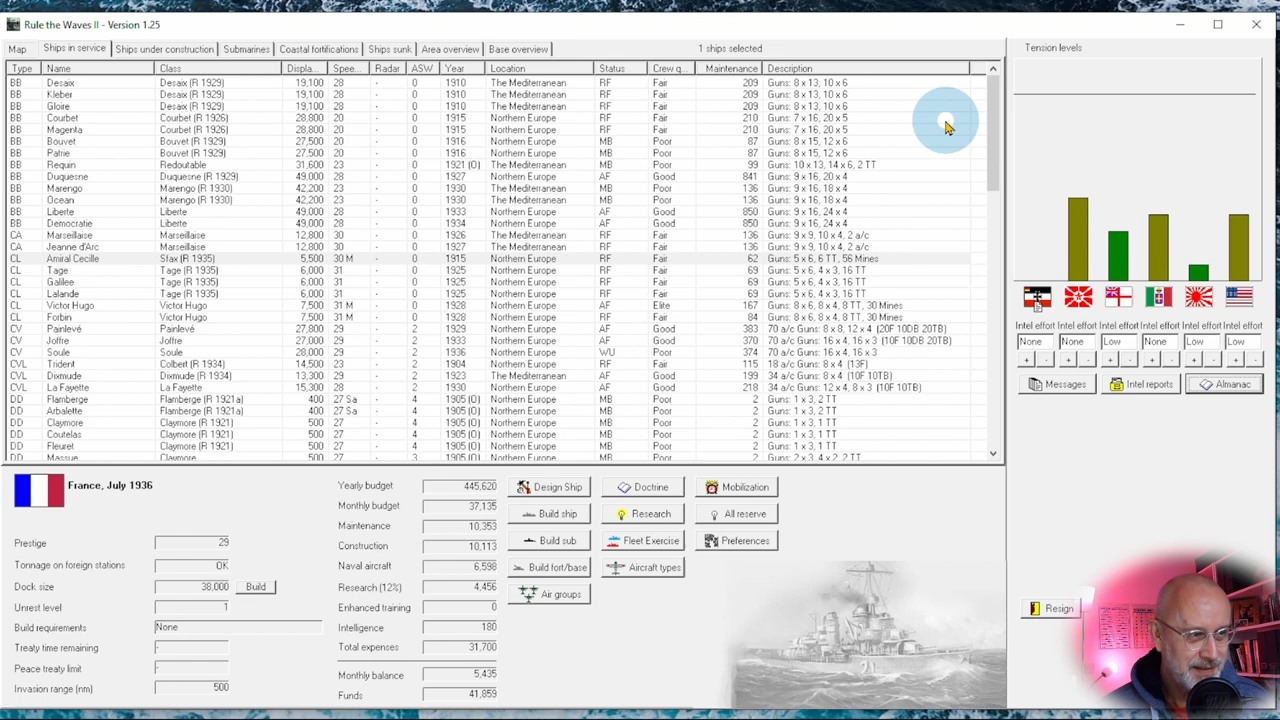 Rule the Waves II - Version 1.25
Map Ships in service Ships under construction Submarines Coastal fortifications Ships sunk Area overview Base overview 1 ships selected Tension levels
Type Name Class Displa... Spee... Radar ASW Year Location Status Crew q... Maintenance Description
BB Desaix Desaix (R 1929) 19,100 28 - 0 1910 The Mediterranean RF Fair 209 Guns: 8 x 13, 10 x 6
BB Kleber Desaix (R 1929) 19,100 28 - 0 1910 The Mediterranean RF Fair 209 Guns: 8 x 13, 10 x 6
BB Gloire Desaix (R 1929) 19,100 28 - 0 1910 The Mediterranean RF Fair 209 Guns: 8 x 13, 10 x 6
BB Courbet Courbet (R 1926) 28,800 20 - 0 1915 Northern Europe RF Fair 210 Guns: 7 x 16, 20 x 5
BB Magenta Courbet (R 1926) 28,800 20 - 0 1915 Northern Europe RF Fair 210 Guns: 7 x 16, 20 x 5
BB Bouvet Bouvet (R 1929) 27,500 20 - 0 1916 Northern Europe MB Poor 87 Guns: 8 x 15, 12 x 6
BB Patrie Bouvet (R 1929) 27,500 20 - 0 1916 Northern Europe MB Poor 87 Guns: 8 x 15, 12 x 6
BB Requin Redoutable 31,600 23 - 0 1921 (O) The Mediterranean MB Poor 99 Guns: 10 x 13, 14 x 6, 2 TT
BB Duquesne Duquesne (R 1929) 49,000 28 - 0 1927 Northern Europe AF Good 841 Guns: 9 x 16, 20 x 4
BB Marengo Marengo (R 1930) 42,200 23 - 0 1930 The Mediterranean MB Poor 136 Guns: 9 x 16, 18 x 4
BB Ocean Marengo (R 1930) 42,200 23 - 0 1930 The Mediterranean MB Poor 136 Guns: 9 x 16, 18 x 4
BB Liberte Liberte 49,000 28 - 0 1933 Northern Europe AF Good 850 Guns: 9 x 16, 24 x 4
BB Democratie Liberte 49,000 28 - 0 1934 Northern Europe AF Good 850 Guns: 9 x 16, 24 x 4
CA Marseillaise Marseillaise 12,800 30 - 0 1926 The Mediterranean RF Fair 136 Guns: 9 x 9, 10 x 4, 2 a/c
CA Jeanne d'Arc Marseillaise 12,800 30 - 0 1927 The Mediterranean RF Fair 136 Guns: 9 x 9, 10 x 4, 2 a/c
CL Amiral Cecille Sfax (R 1935) 5,500 30 M - 0 1915 Northern Europe RF Fair 62 Guns: 5 x 6, 6 TT, 56 Mines
CL Tage Tage (R 1935) 6,000 31 - 0 1925 Northern Europe RF Fair 69 Guns: 5 x 6, 4 x 3, 16 TT
CL Galilee Tage (R 1935) 6,000 31 - 0 1925 Northern Europe RF Fair 69 Guns: 5 x 6, 4 x 3, 16 TT
CL Lalande Tage (R 1935) 6,000 31 - 0 1925 Northern Europe RF Fair 69 Guns: 5 x 6, 4 x 3, 16 TT
CL Victor Hugo Victor Hugo 7,500 31 M - 0 1928 Northern Europe AF Elite 167 Guns: 8 x 6, 8 x 4, 8 TT, 30 Mines
CL Forbin Victor Hugo 7,500 31 M - 0 1928 Northern Europe RF Fair 84 Guns: 8 x 6, 8 x 4, 8 TT, 30 Mines
CV Painlevé Painlevé 27,800 29 - 2 1929 Northern Europe AF Good 383 70 a/c Guns: 8 x 8, 12 x 4 (20F 10DB 20TB)
CV Joffre Joffre 27,000 29 - 2 1932 Northern Europe AF Good 370 70 a/c Guns: 16 x 4, 16 x 3 (10F 10DB 20TB)
CV Soule Joffre 28,000 29 - 2 1936 Northern Europe WU Poor 374 70 a/c Guns: 16 x 4, 16 x 3
CVL Trident Colbert (R 1934) 14,500 23 - 2 1904 Northern Europe RF Fair 115 18 a/c Guns: 8 x 4 (13F)
CVL Dixmude Colbert (R 1934) 13,300 23 - 2 1923 The Mediterranean AF Good 199 34 a/c Guns: 8 x 4 (10F 10TB)
CVL La Fayette La Fayette 15,300 28 - 2 1930 Northern Europe AF Good 218 34 a/c Guns: 12 x 4, 8 x 3 (10F 10TB)
DD Flamberge Flamberge (R 1921a) 400 27 Sa - 4 1905 (O) Northern Europe MB Poor 2 Guns: 1 x 3, 2 TT
DD Arbalette Flamberge (R 1921a) 400 27 Sa - 4 1905 (O) Northern Europe MB Poor 2 Guns: 1 x 3, 2 TT
DD Claymore Claymore (R 1921) 500 27 - 4 1905 (O) Northern Europe MB Poor 2 Guns: 1 x 3, 1 TT
DD Coutelas Claymore (R 1921) 500 27 - 4 1905 (O) Northern Europe MB Poor 2 Guns: 1 x 3, 1 TT
DD Fleuret Claymore (R 1921) 500 27 - 4 1905 (O) Northern Europe MB Poor 2 Guns: 1 x 3, 1 TT
DD Massue Claymore 500 27 - 3 1905 (O) Northern Europe MB Poor 2 Guns: 2 x 3, 4 x 2, 2 TT
Intel effort Intel effort Intel effort Intel effort Intel effort Intel effort
None None Low None Low Low
+ - + - + - + - + - + -
Messages Intel reports Almanac
France, July 1936
Prestige 29
Tonnage on foreign stations OK
Dock size 38,000 Build
Unrest level 1
Build requirements None
Treaty time remaining -
Peace treaty limit -
Invasion range (nm) 500
Yearly budget 445,620
Monthly budget 37,135
Maintenance 10,353
Construction 10,113
Naval aircraft 6,598
Research (12%) 4,456
Enhanced training 0
Intelligence 180
Total expenses 31,700
Monthly balance 5,435
Funds 41,859
Design Ship Doctrine Mobilization
Build ship Research All reserve
Build sub Fleet Exercise Preferences
Build fort/base Aircraft types
Air groups
Resign